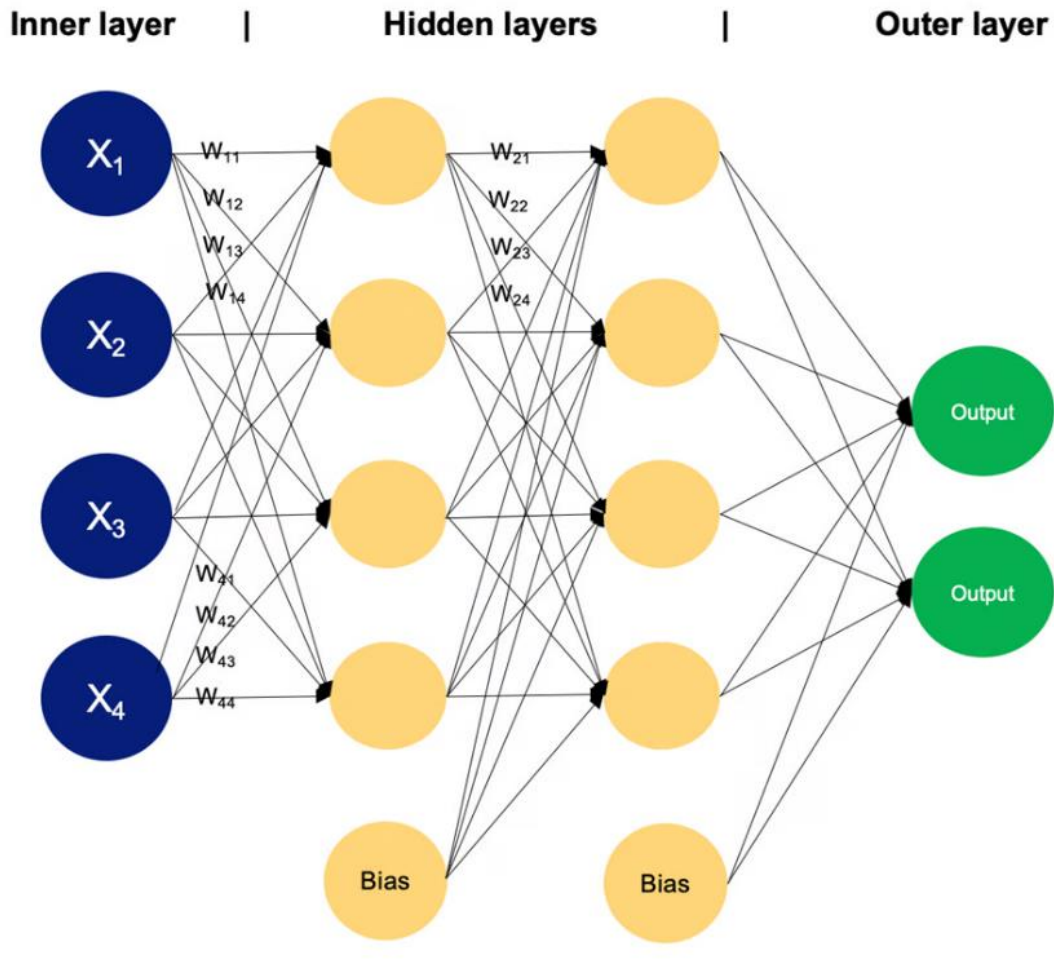 Inner layer | Hidden layers | Outer layer
X₁
W₁₁
W₂₁
W₁₂
W₂₂
W₁₃
W₂₃
W₁₄
W₂₄
X₂
Output
X₃
W₄₁
Output
W₄₂
W₄₃
X₄
W₄₄
Bias
Bias